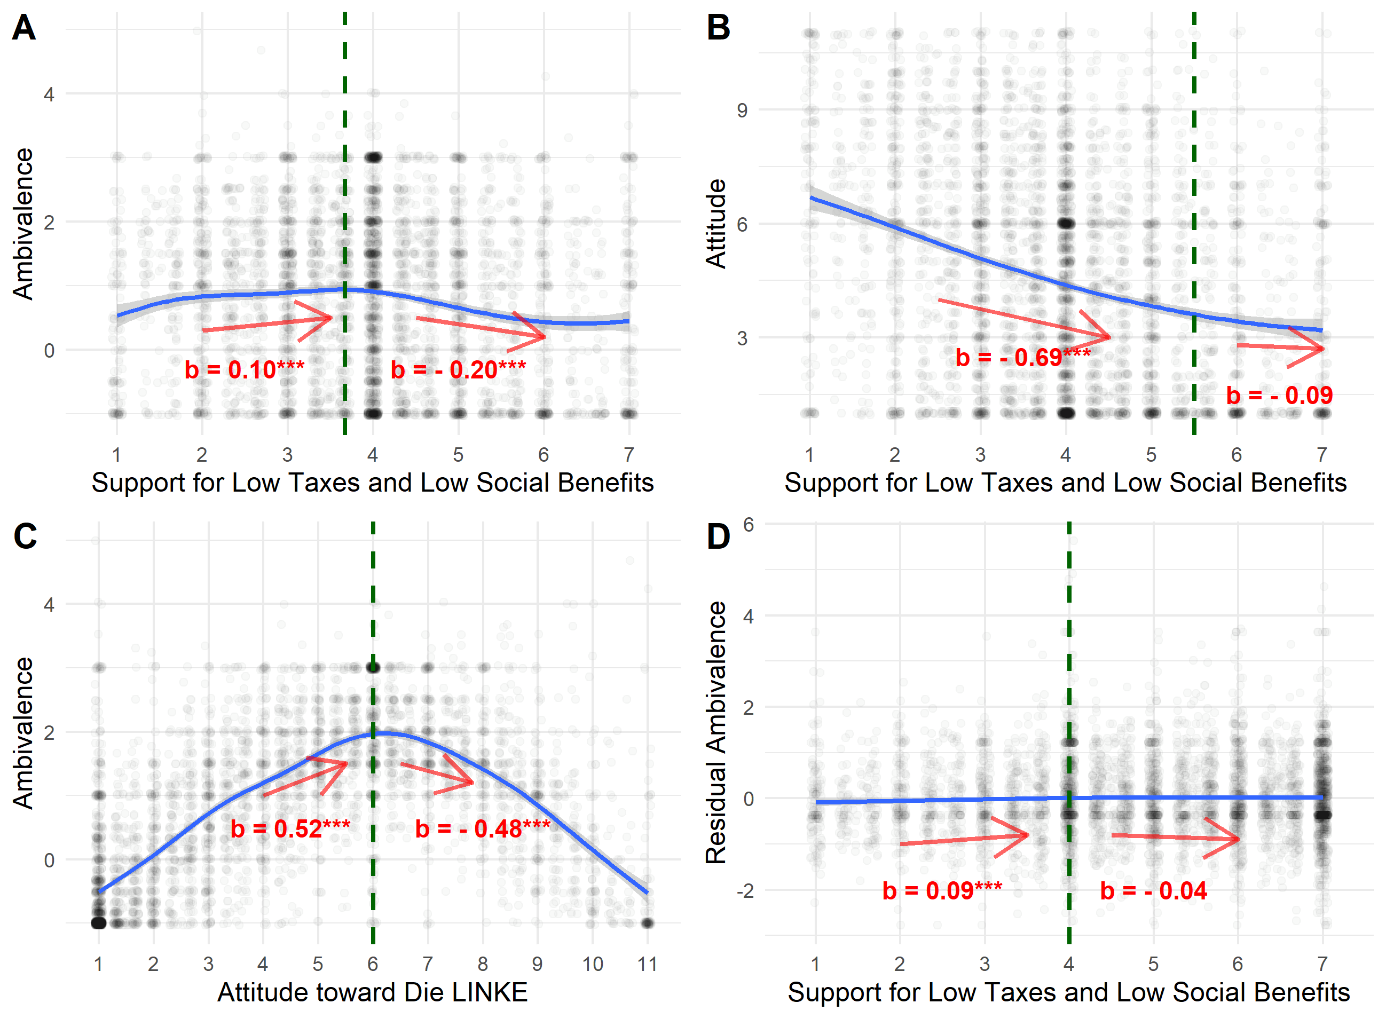 A
Ambivalence
4
2
0
b = 0.10***
b = - 0.20***
1 2 3 4 5 6 7
Support for Low Taxes and Low Social Benefits
B
Attitude
9
6
3
b = - 0.69***
b = - 0.09
1 2 3 4 5 6 7
Support for Low Taxes and Low Social Benefits
C
Ambivalence
4
2
0
b = 0.52***
b = - 0.48***
1 2 3 4 5 6 7 8 9 10 11
Attitude toward Die LINKE
D
Residual Ambivalence
6
4
2
0
-2
b = 0.09***
b = - 0.04
1 2 3 4 5 6 7
Support for Low Taxes and Low Social Benefits